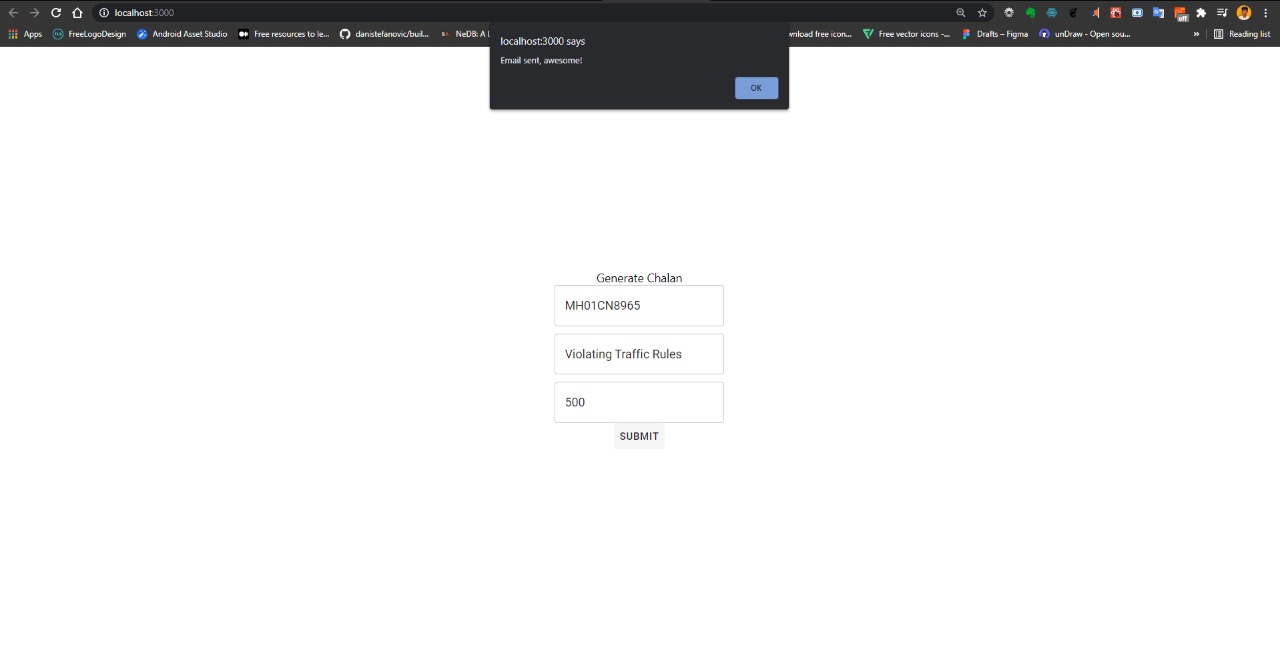 localhost:3000
Apps
FreeLogoDesign
Android Asset Studio
Free resources to le...
danistefanovic/buil...
NeDB: A L
wnload free icon...
Free vector icons -...
Drafts – Figma
unDraw - Open sou...
»
Reading list
off
localhost:3000 says
Email sent, awesome!
OK
Generate Chalan
MH01CN8965
Violating Traffic Rules
500
SUBMIT